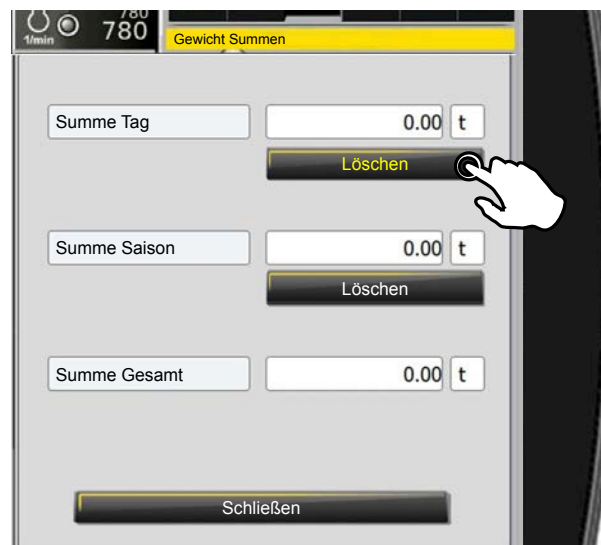 780
1/min 780
Gewicht Summen
Summe Tag 0.00 t
Löschen
Summe Saison 0.00 t
Löschen
Summe Gesamt 0.00 t
Schließen